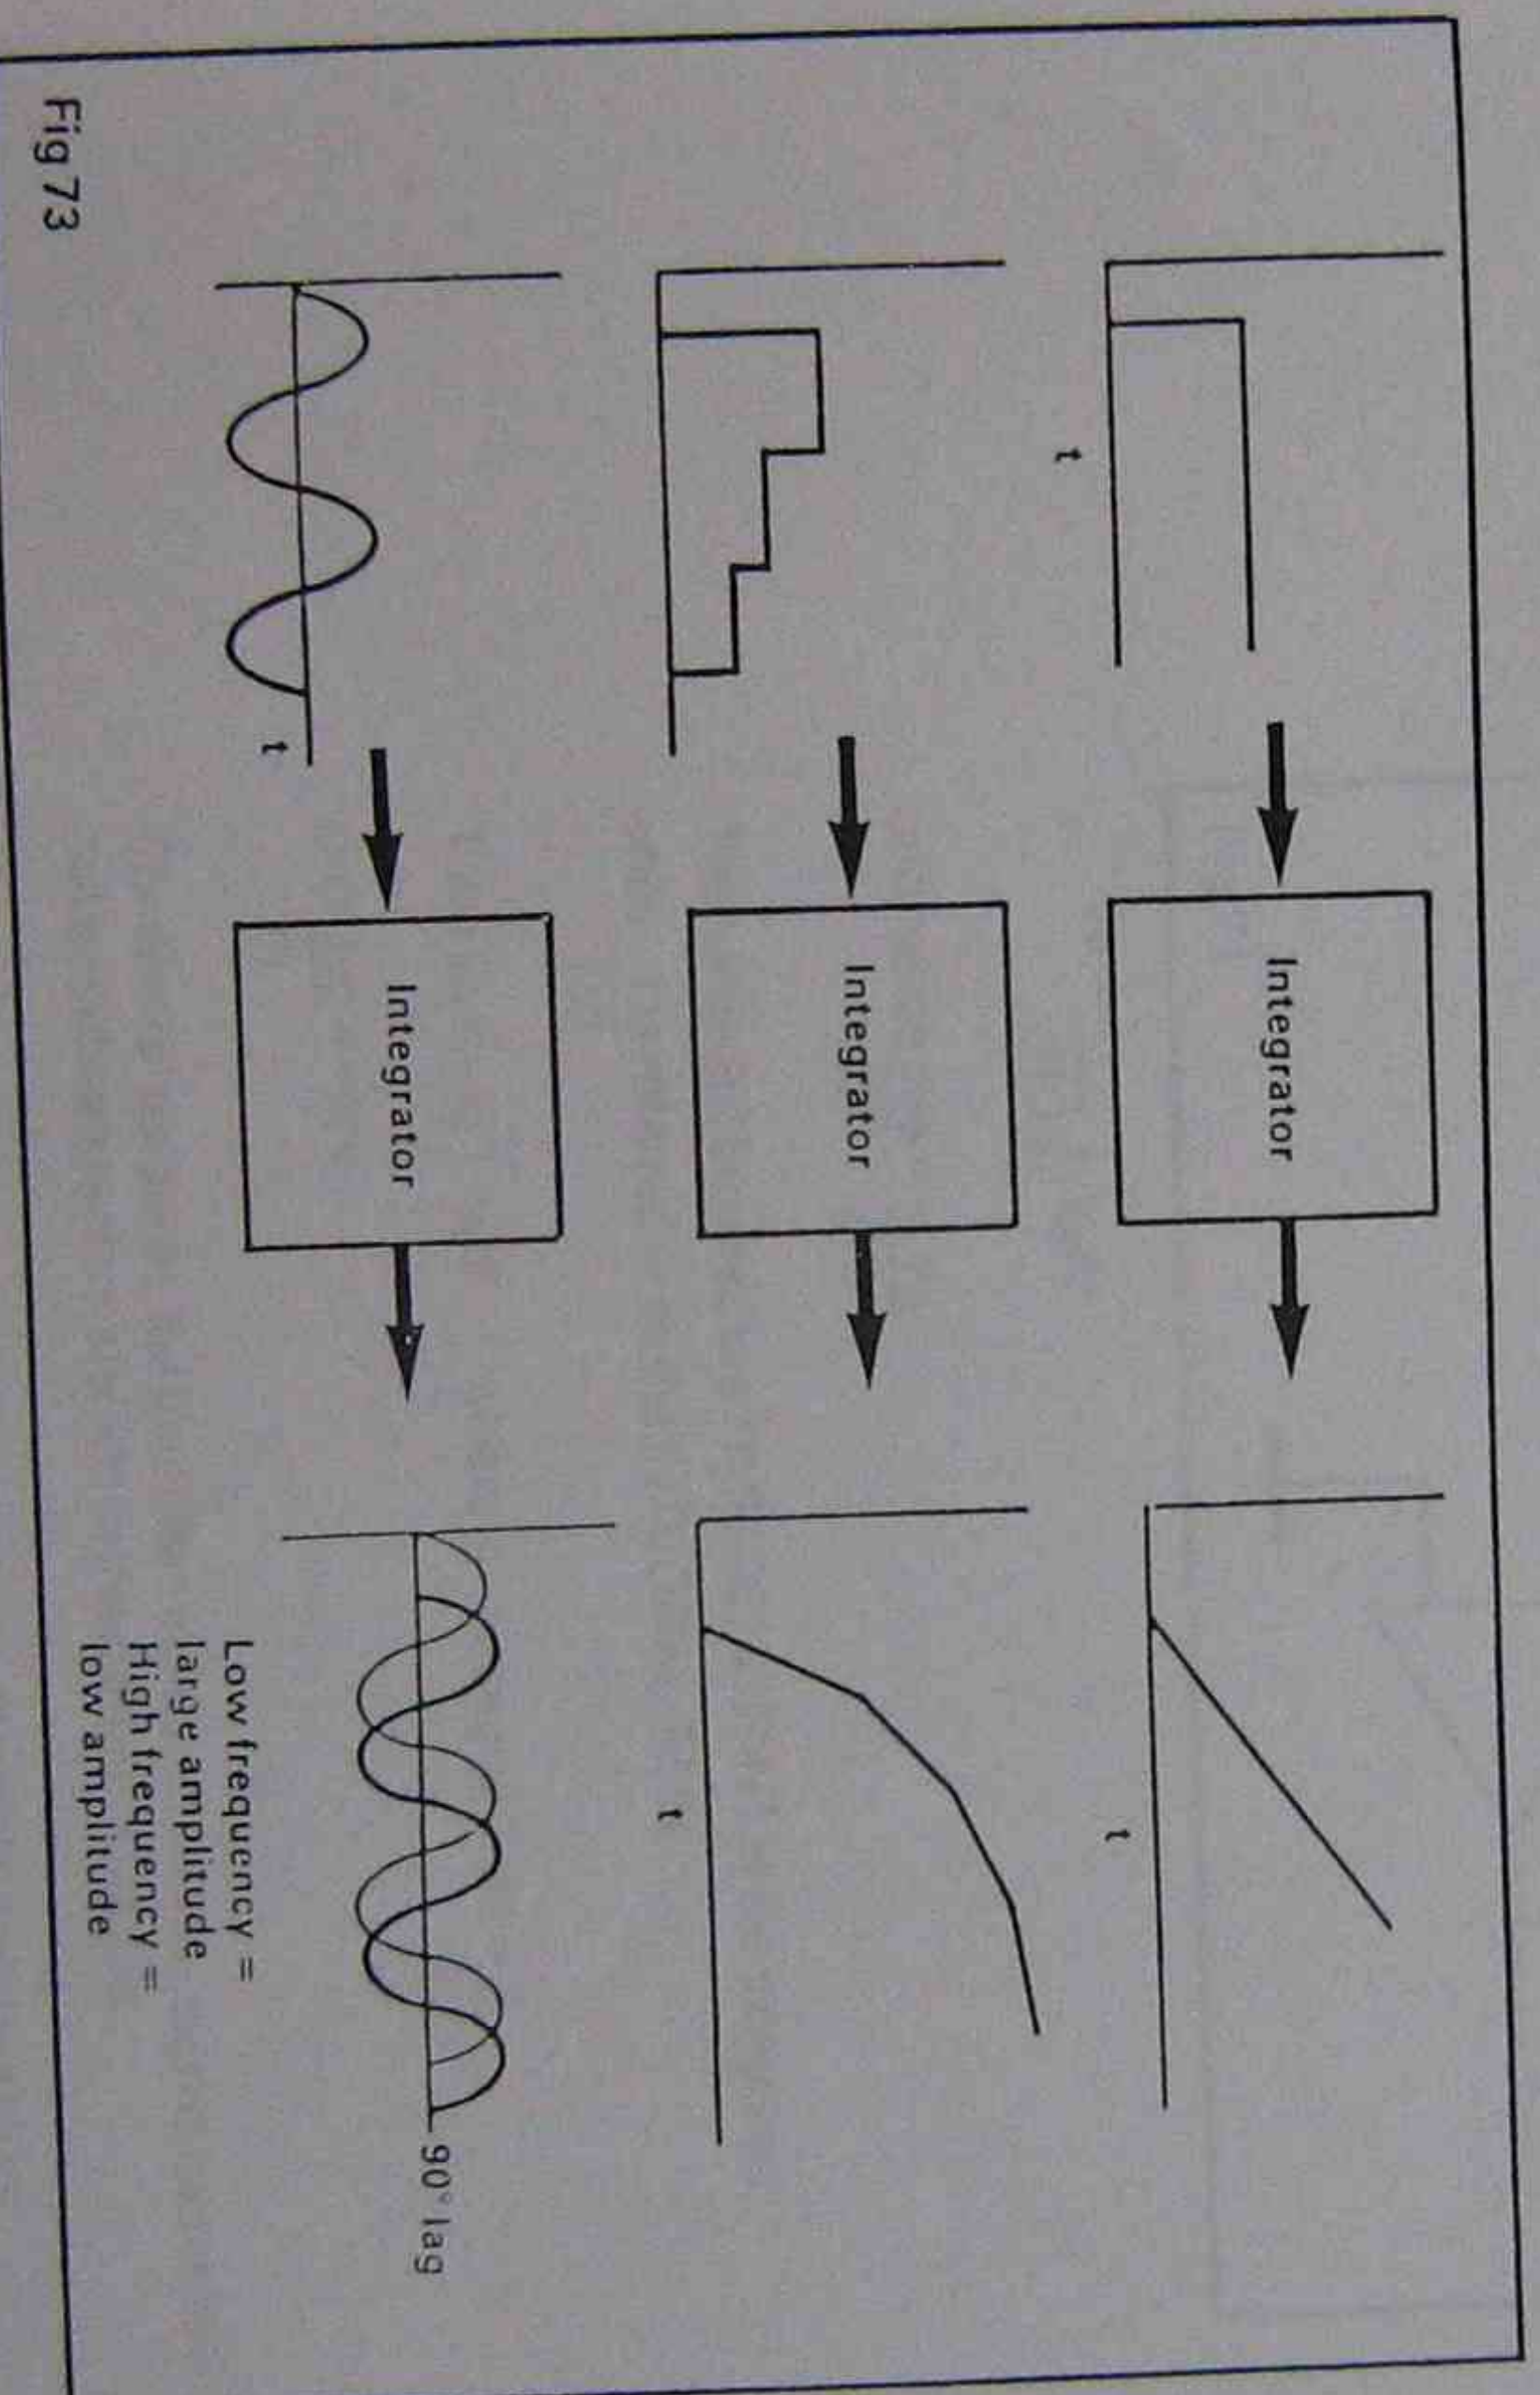 t
Integrator
t
Integrator
t
t
Integrator
90° lag
Low frequency =
large amplitude
High frequency =
low amplitude
Fig 73